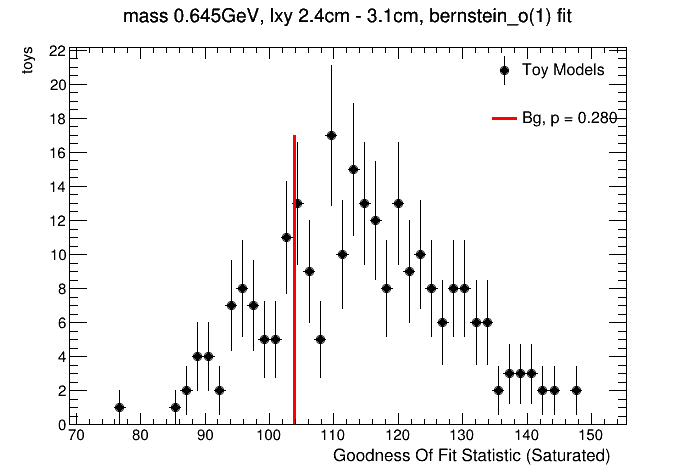 mass 0.645GeV, lxy 2.4cm - 3.1cm, bernstein_o(1) fit
toys
22
20
18
16
14
12
10
8
6
4
2
0
Toy Models
Bg, p = 0.280
70 80 90 100 110 120 130 140 150
Goodness Of Fit Statistic (Saturated)